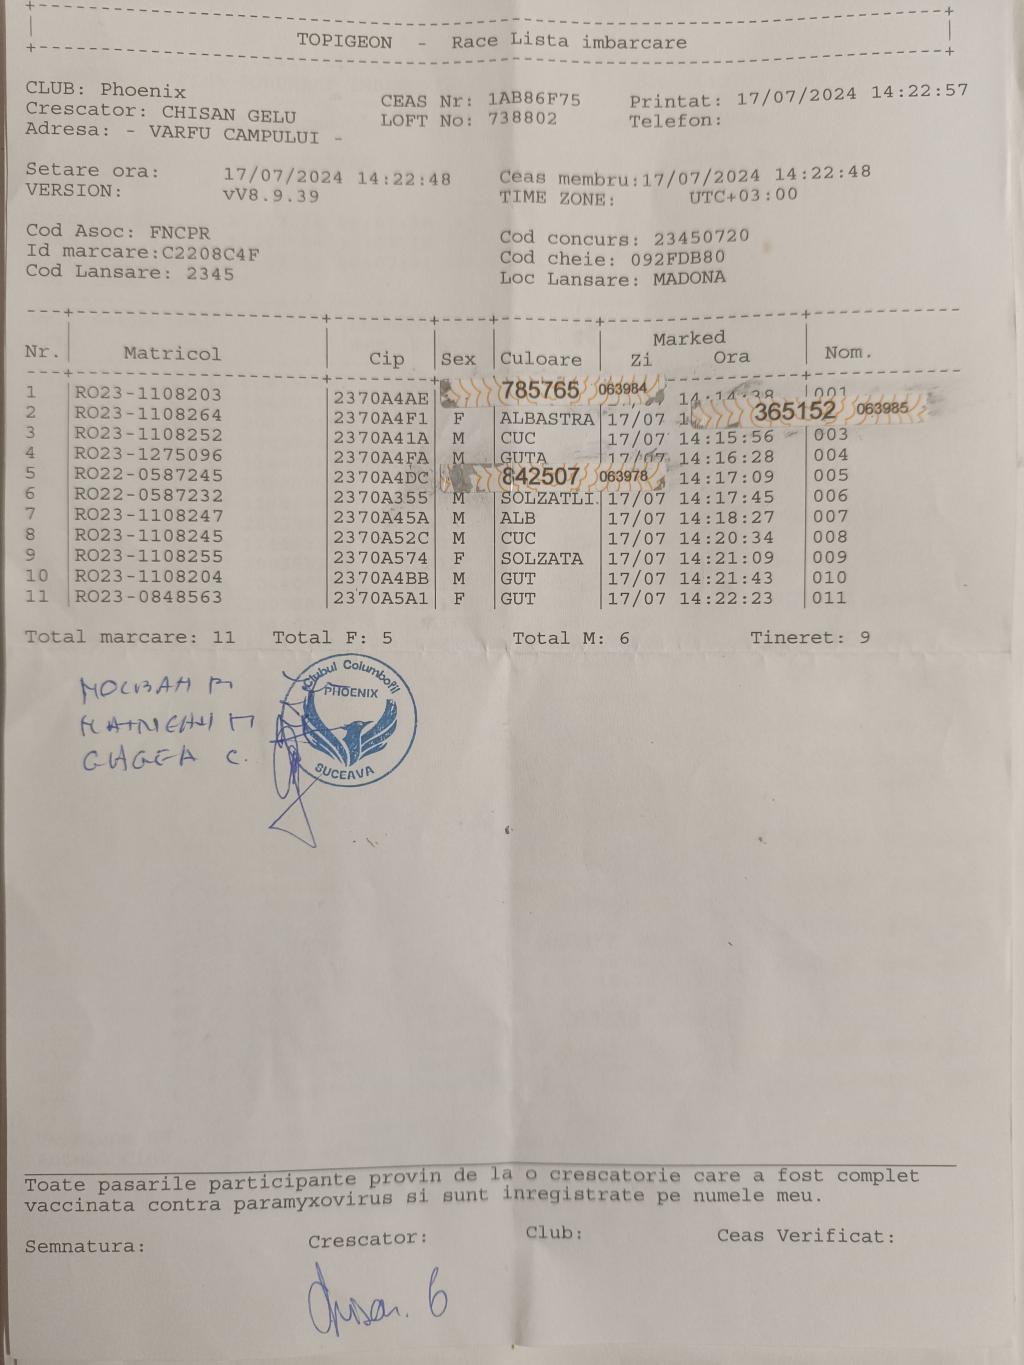 TOPIGEON - Race Lista imbarcare
CLUB: Phoenix
Crescator: CHISAN GELU
Adresa: - VARFU CAMPULUI -
CEAS Nr: 1AB86F75
LOFT No: 738802
Printat: 17/07/2024 14:22:57
Telefon:
Setare ora: 17/07/2024 14:22:48
VERSION: vV8.9.39
Ceas membru:17/07/2024 14:22:48
TIME ZONE: UTC+03:00
Cod Asoc: FNCPR
Id marcare:C2208C4F
Cod Lansare: 2345
Cod concurs: 23450720
Cod cheie: 092FDB80
Loc Lansare: MADONA
Marked
Nr. Matricol Cip Sex Culoare Zi Ora Nom.
1 RO23-1108203 2370A4AE 785765 063984 14:14:38 001
2 RO23-1108264 2370A4F1 F ALBASTRA 17/07 365152 063985
3 RO23-1108252 2370A41A M CUC 17/07 14:15:56 003
4 RO23-1275096 2370A4FA M GUTA 17/07 14:16:28 004
5 RO22-0587245 2370A4DC 842507 063978 14:17:09 005
6 RO22-0587232 2370A355 M SOLZATLI 17/07 14:17:45 006
7 RO23-1108247 2370A45A M ALB 17/07 14:18:27 007
8 RO23-1108245 2370A52C M CUC 17/07 14:20:34 008
9 RO23-1108255 2370A574 F SOLZATA 17/07 14:21:09 009
10 RO23-1108204 2370A4BB M GUT 17/07 14:21:43 010
11 RO23-0848563 2370A5A1 F GUT 17/07 14:22:23 011
Total marcare: 11 Total F: 5 Total M: 6 Tineret: 9
Clubul Columbofil
PHOENIX
SUCEAVA
GAGEA C.
Toate pasarile participante provin de la o crescatorie care a fost complet
vaccinata contra paramyxovirus si sunt inregistrate pe numele meu.
Semnatura: Crescator: Club: Ceas Verificat:
Chisan. G